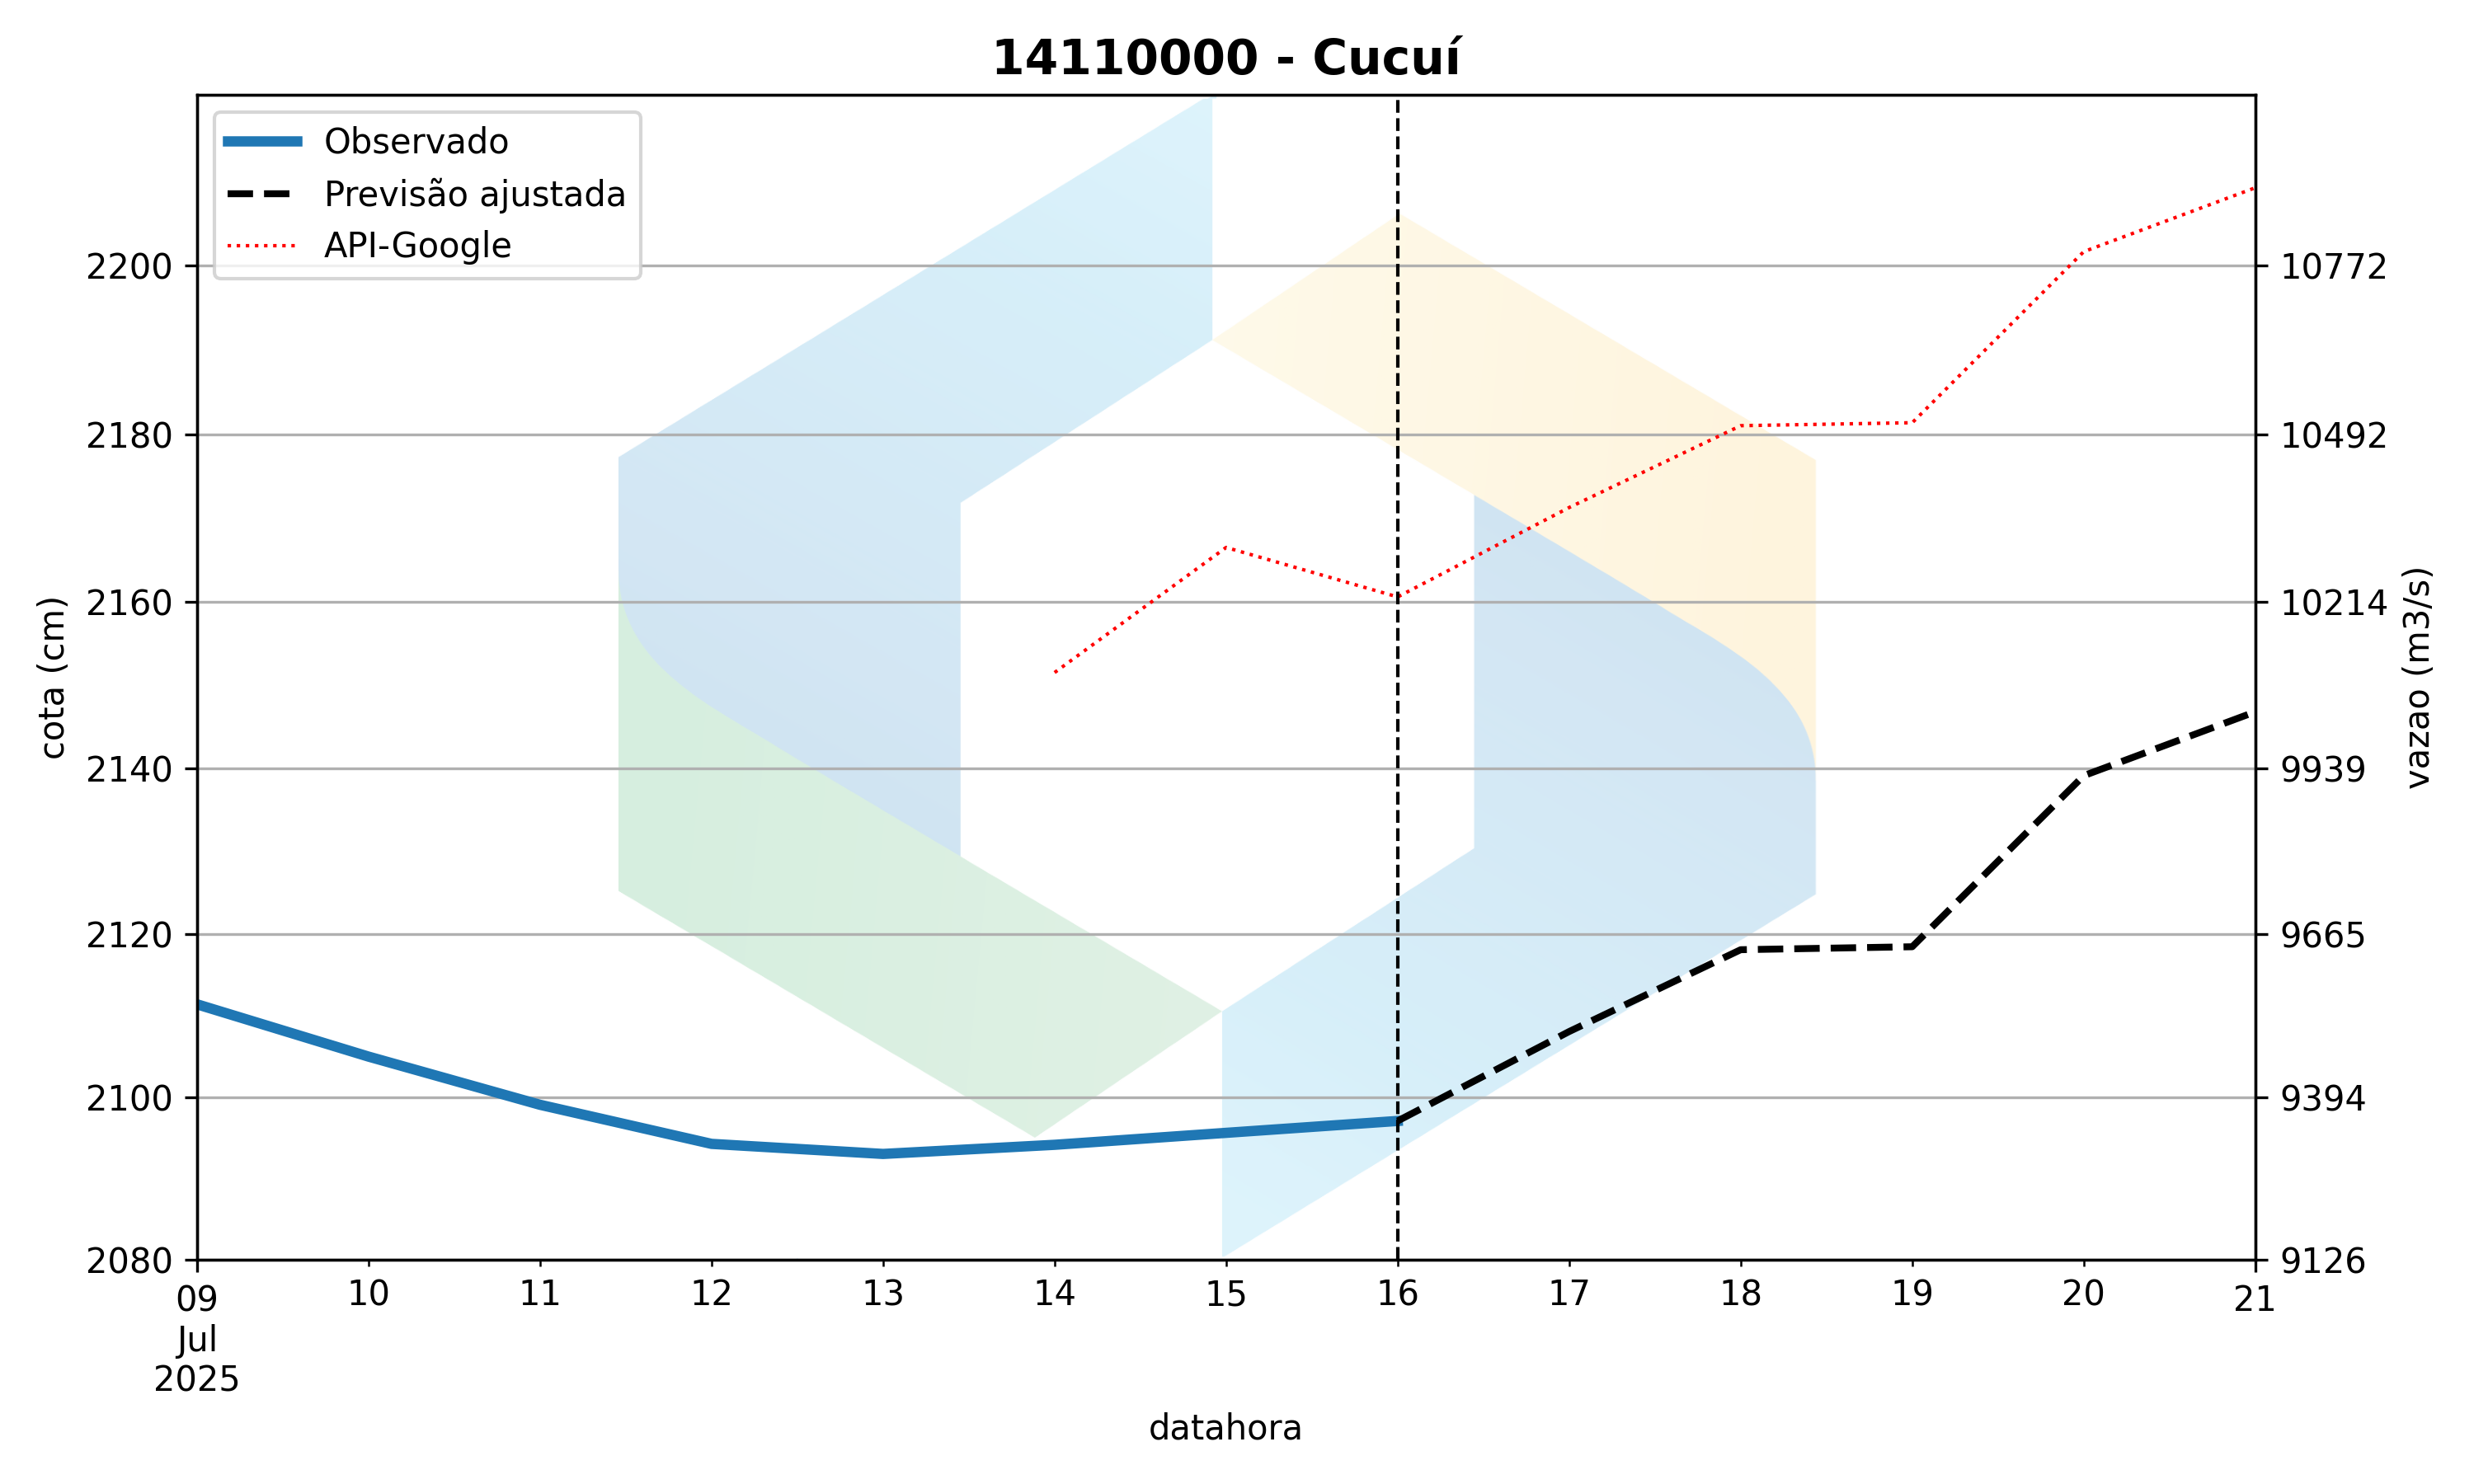 14110000 - Cucuí
Observado
Previsão ajustada
API-Google
2200
2180
2160
2140
2120
2100
2080
cota (cm)
10772
10492
10214
9939
9665
9394
9126
vazao (m3/s)
09 10 11 12 13 14 15 16 17 18 19 20 21
Jul
2025
datahora